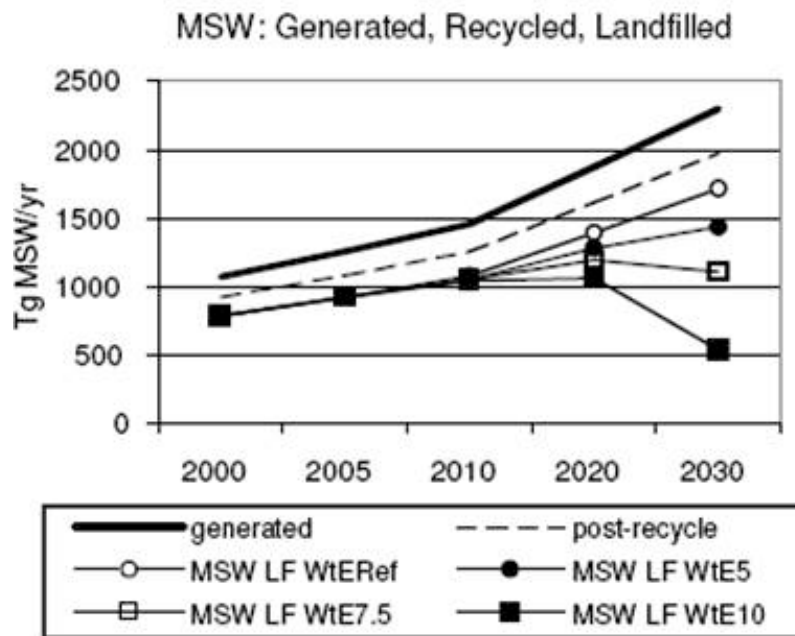 MSW: Generated, Recycled, Landfilled
2500
2000
1500
1000
500
0
Tg MSW/yr
2000 2005 2010 2020 2030
generated post-recycle
MSW LF WtERef MSW LF WtE5
MSW LF WtE7.5 MSW LF WtE10